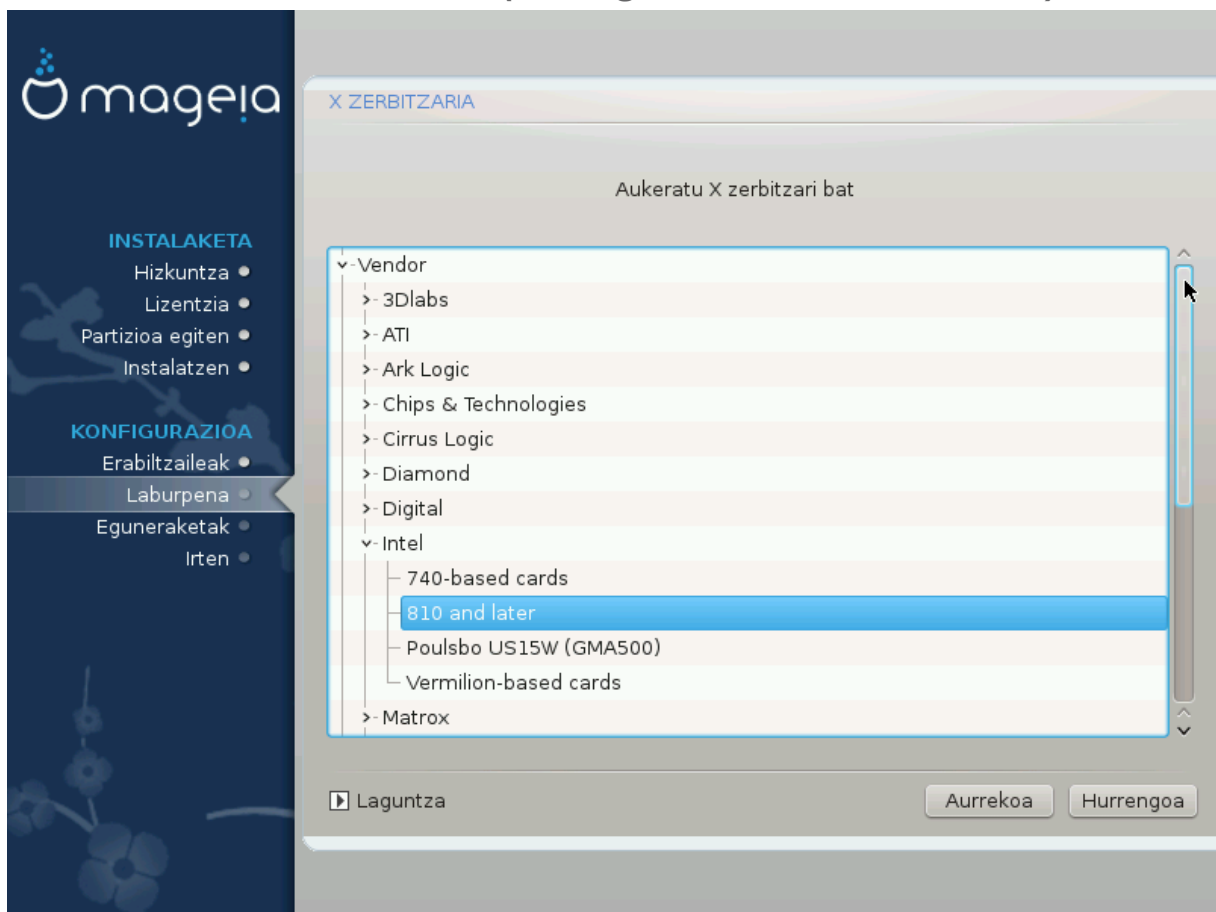 mageia
X ZERBITZARIA
Aukeratu X zerbitzari bat
INSTALAKETA
Hizkuntza
Lizentzia
Partizioa egiten
Instalatzen
KONFIGURAZIOA
Erabiltzaileak
Laburpena
Eguneraketak
Irten
Vendor
3Dlabs
ATI
Ark Logic
Chips & Technologies
Cirrus Logic
Diamond
Digital
Intel
740-based cards
810 and later
Poulsbo US15W (GMA500)
Vermilion-based cards
Matrox
Laguntza
Aurrekoa
Hurrengoa